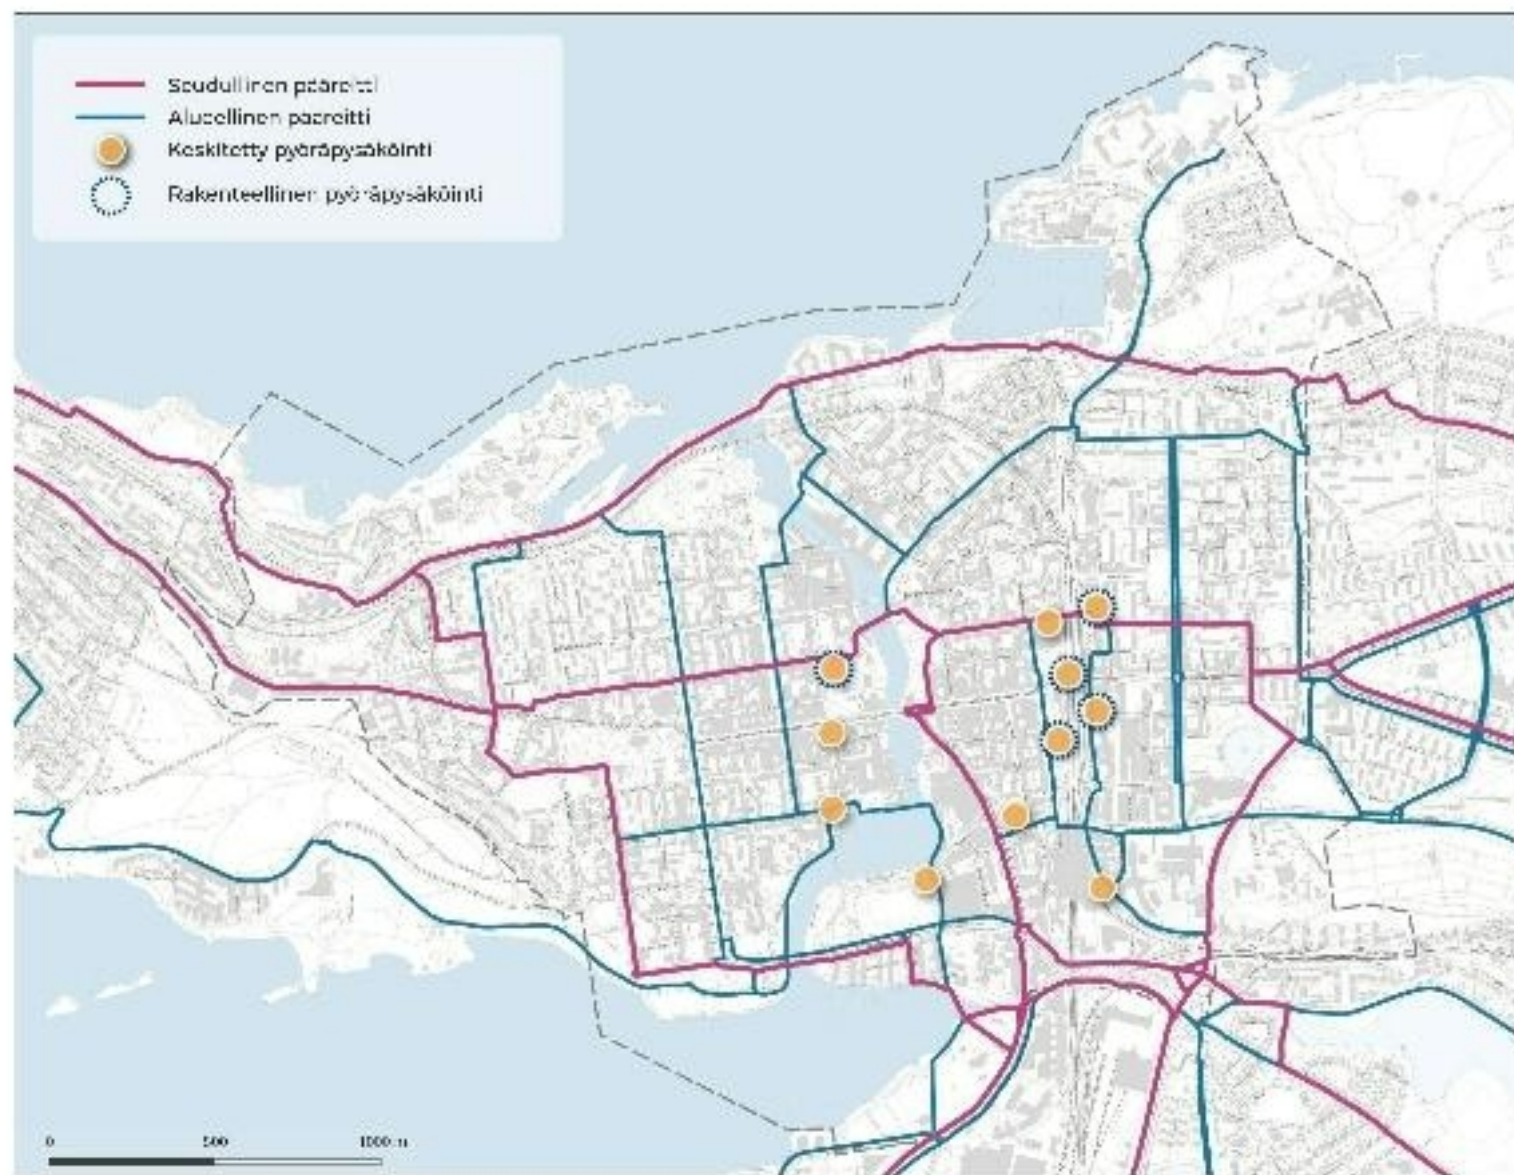 Seudullinen pääreitti
Alueellinen pääreitti
Keskitetty pyöräpysäköinti
Rakenteellinen pyöräpysäköinti
0 500 1000 m